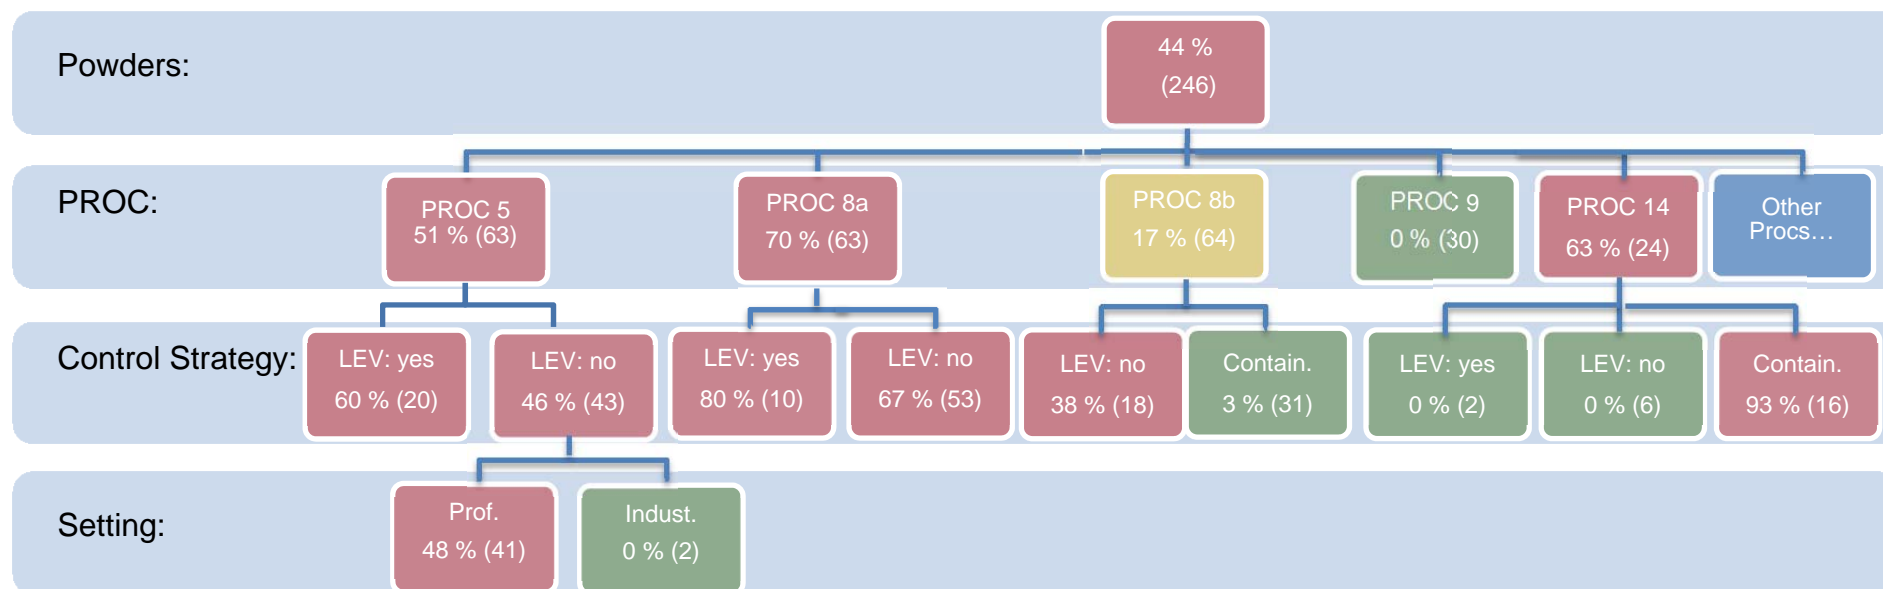 Powders:
44 %
(246)
PROC:
PROC 5
51 % (63)
PROC 8a
70 % (63)
PROC 8b
17 % (64)
PROC 9
0 % (30)
PROC 14
63 % (24)
Other
Procs…
Control Strategy:
LEV: yes
60 % (20)
LEV: no
46 % (43)
LEV: yes
80 % (10)
LEV: no
67 % (53)
LEV: no
38 % (18)
Contain.
3 % (31)
LEV: yes
0 % (2)
LEV: no
0 % (6)
Contain.
93 % (16)
Setting:
Prof.
48 % (41)
Indust.
0 % (2)